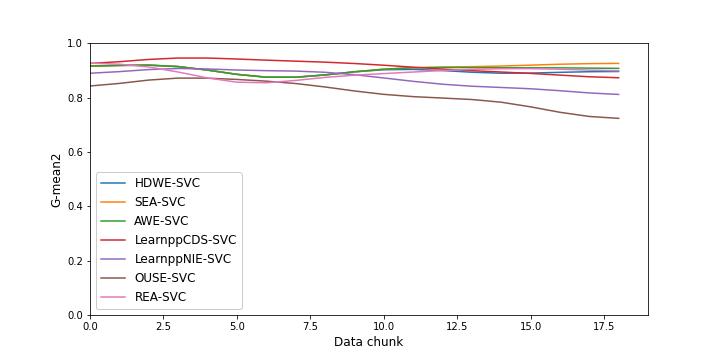 1.0
0.8
0.6
0.4
0.2
0.0
G-mean2
HDWE-SVC
SEA-SVC
AWE-SVC
LearnppCDS-SVC
LearnppNIE-SVC
OUSE-SVC
REA-SVC
0.0 2.5 5.0 7.5 10.0 12.5 15.0 17.5
Data chunk